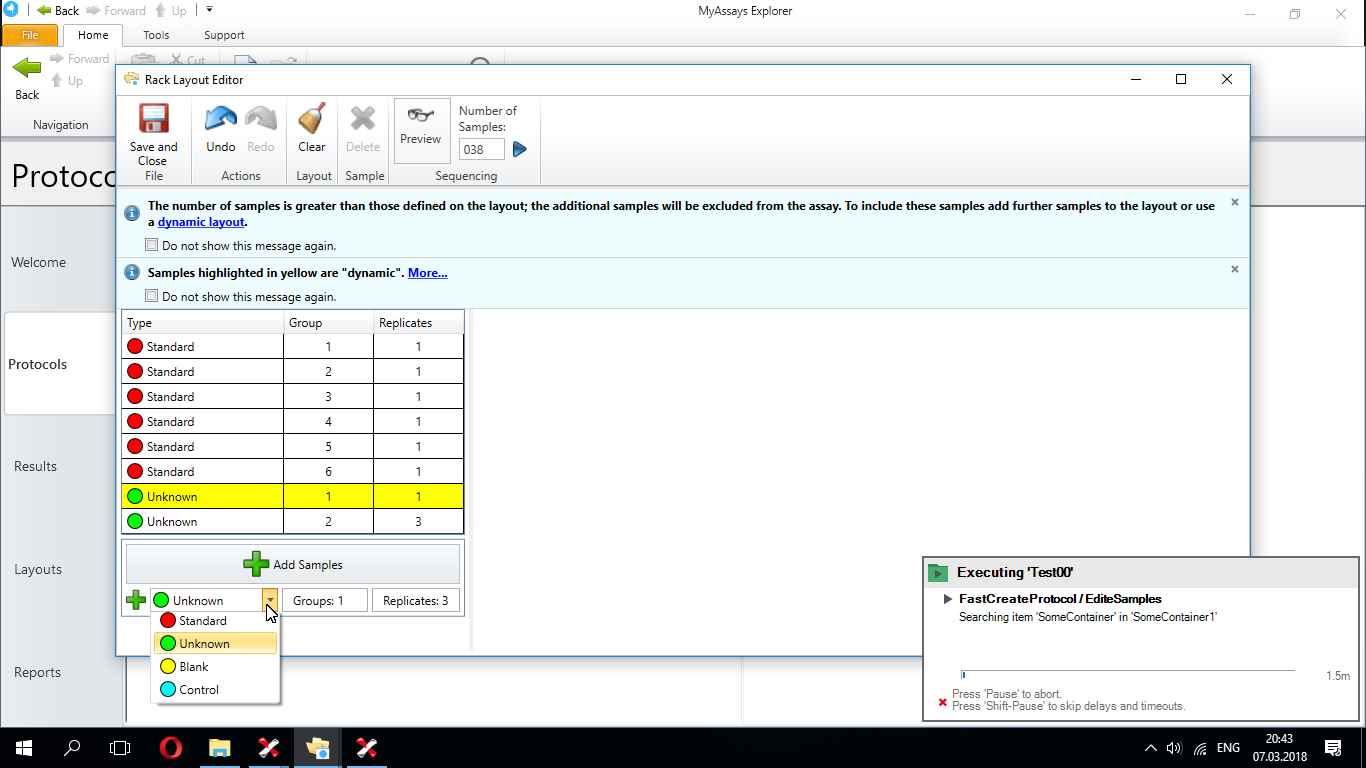 Back Forward Up
MyAssays Explorer
File Home Tools Support
Forward
Cut
Up
Back
Navigation
Rack Layout Editor
Number of
Samples:
Save and
Close
Undo Redo Clear Delete Preview
038
File Actions Layout Sample Sequencing
Protoco
The number of samples is greater than those defined on the layout; the additional samples will be excluded from the assay. To include these samples add further samples to the layout or use
a dynamic layout.
Do not show this message again.
Samples highlighted in yellow are "dynamic". More...
Do not show this message again.
Welcome
Protocols
Results
Layouts
Reports
Type Group Replicates
Standard 1 1
Standard 2 1
Standard 3 1
Standard 4 1
Standard 5 1
Standard 6 1
Unknown 1 1
Unknown 2 3
Add Samples
Unknown Groups: 1 Replicates: 3
Standard
Unknown
Blank
Control
Executing 'Test00'
FastCreateProtocol / EditeSamples
Searching item 'SomeContainer' in 'SomeContainer1'
1.5m
Press 'Pause' to abort.
Press 'Shift-Pause' to skip delays and timeouts.
ENG
20:43
07.03.2018